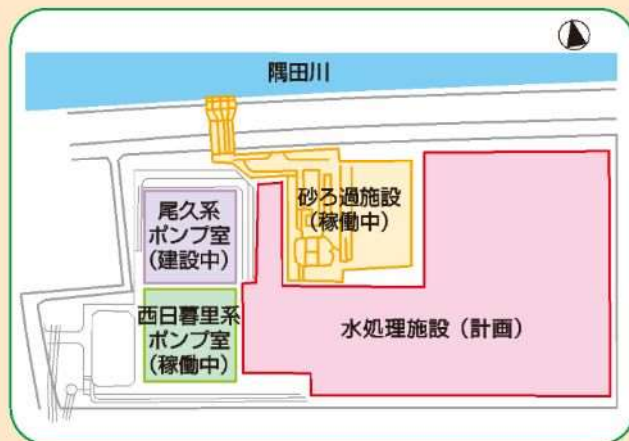 隅田川
砂ろ過施設
（稼働中）
尾久系
ポンプ室
（建設中）
西日暮里系
ポンプ室
（稼働中）
水処理施設（計画）